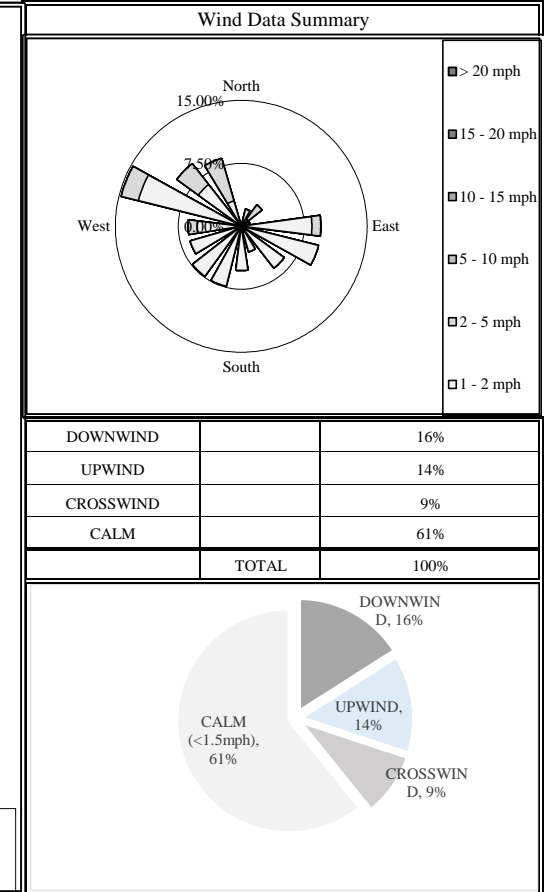 Wind Data Summary
North
15.00%
7.50%
0.00%
West
East
South
> 20 mph
15 - 20 mph
10 - 15 mph
5 - 10 mph
2 - 5 mph
1 - 2 mph
DOWNWIND 16%
UPWIND 14%
CROSSWIND 9%
CALM 61%
TOTAL 100%
DOWNWIN
D, 16%
UPWIND,
14%
CROSSWIN
D, 9%
CALM
(<1.5mph),
61%